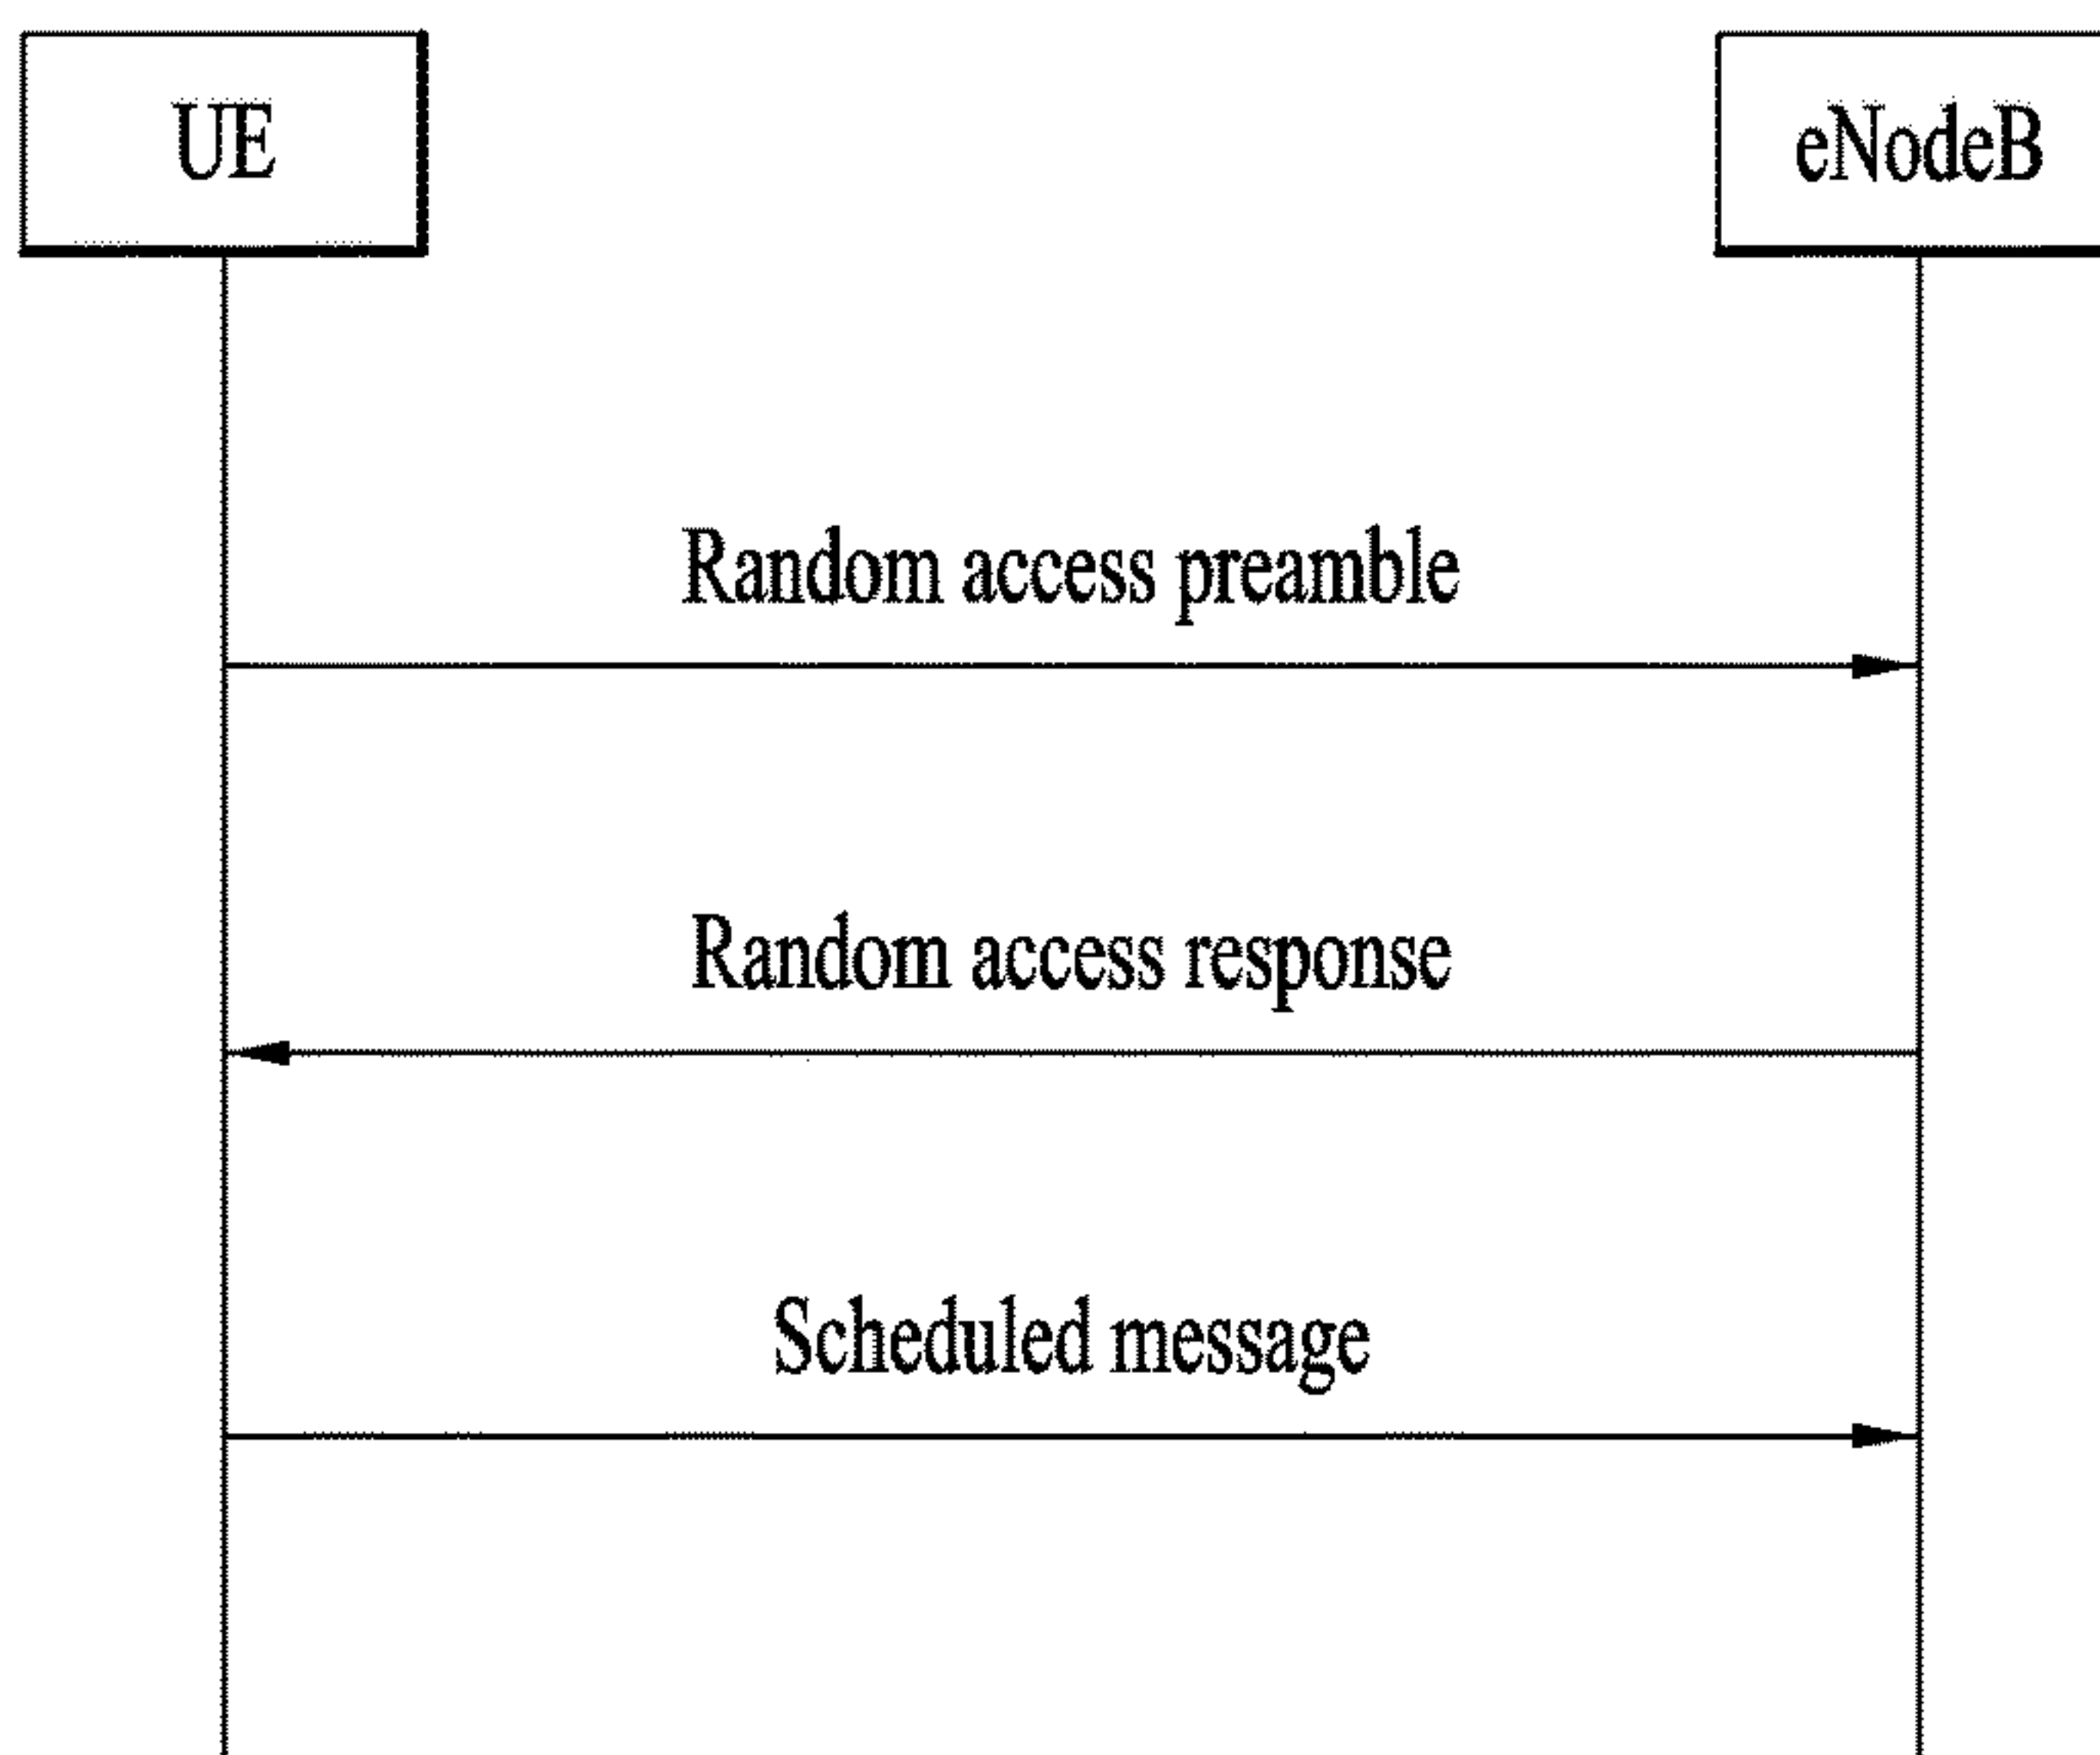 UE
eNodeB
Random access preamble
Random access response
Scheduled message